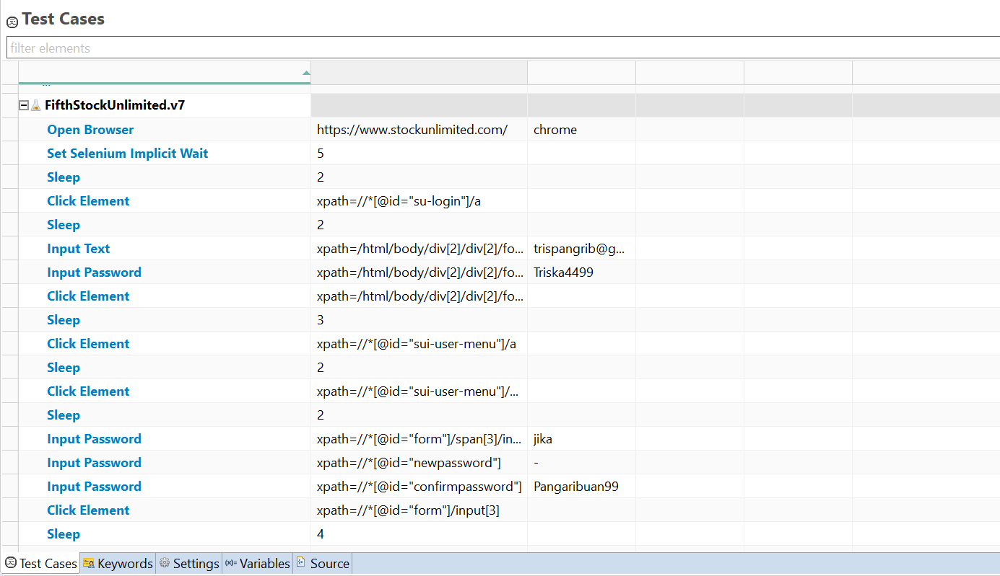 Test Cases
filter elements
...
FifthStockUnlimited.v7
Open Browser https://www.stockunlimited.com/ chrome
Set Selenium Implicit Wait 5
Sleep 2
Click Element xpath=//*[@id="su-login"]/a
Sleep 2
Input Text xpath=/html/body/div[2]/div[2]/fo... trispangrib@g...
Input Password xpath=/html/body/div[2]/div[2]/fo... Triska4499
Click Element xpath=/html/body/div[2]/div[2]/fo...
Sleep 3
Click Element xpath=//*[@id="sui-user-menu"]/a
Sleep 2
Click Element xpath=//*[@id="sui-user-menu"]/...
Sleep 2
Input Password xpath=//*[@id="form"]/span[3]/in... jika
Input Password xpath=//*[@id="newpassword"] -
Input Password xpath=//*[@id="confirmpassword"] Pangaribuan99
Click Element xpath=//*[@id="form"]/input[3]
Sleep 4
Test Cases Keywords Settings (x)= Variables Source